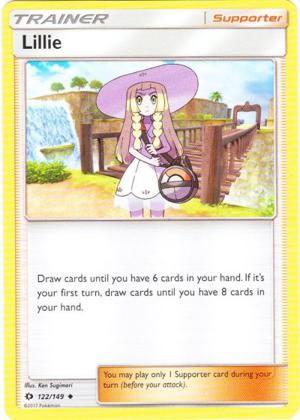 TRAINER Supporter
Lillie
Draw cards until you have 6 cards in your hand. If it's
your first turn, draw cards until you have 8 cards in
your hand.
Illus. Ken Sugimori
122/149 ◆
©2017 Pokémon
You may play only 1 Supporter card during
your turn (before your attack).